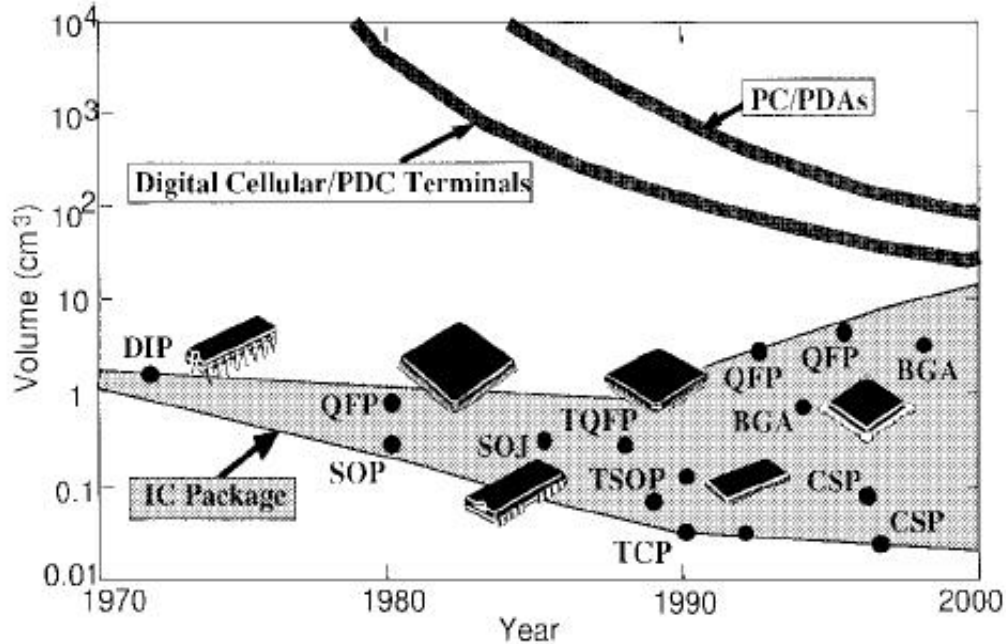 10⁴
10³
10²
10
1
0.1
0.01
Volume (cm³)
PC/PDAs
Digital Cellular/PDC Terminals
DIP
QFP
SOP
SOJ
TQFP
TSOP
TCP
QFP
QFP
BGA
BGA
CSP
CSP
IC Package
1970
1980
1990
2000
Year